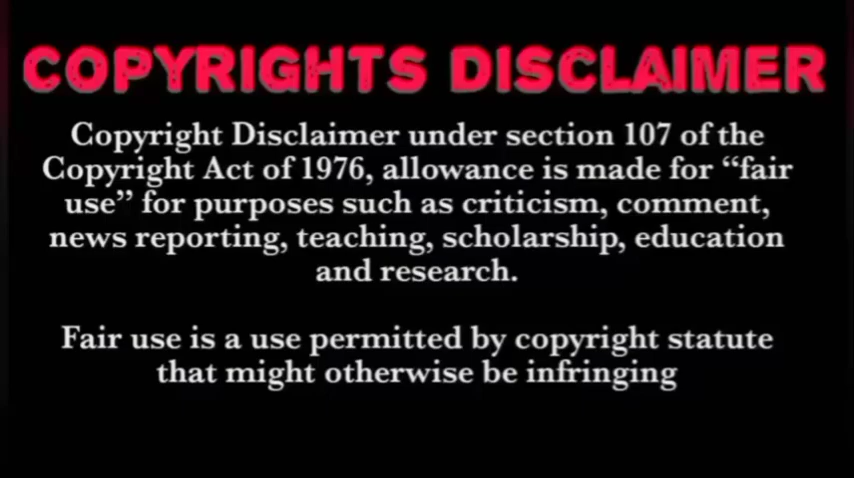 COPYRIGHTS DISCLAIMER
Copyright Disclaimer under section 107 of the
Copyright Act of 1976, allowance is made for “fair
use” for purposes such as criticism, comment,
news reporting, teaching, scholarship, education
and research.
Fair use is a use permitted by copyright statute
that might otherwise be infringing